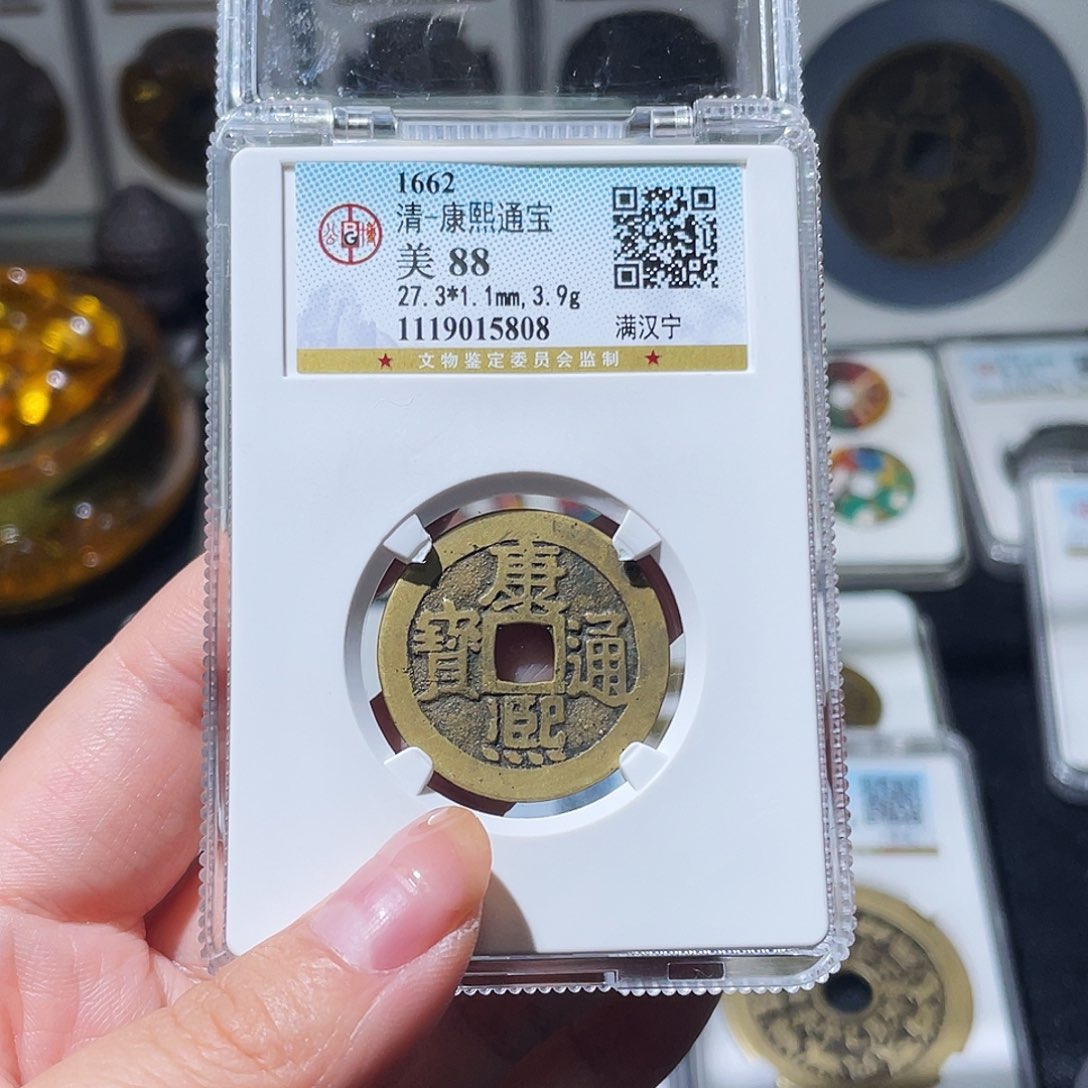 1662
清-康熙通宝
美 88
27.3*1.1mm, 3.9g
1119015808 满汉宁
★ 文物鉴定委员会监制 ★
康
寶 通
熙